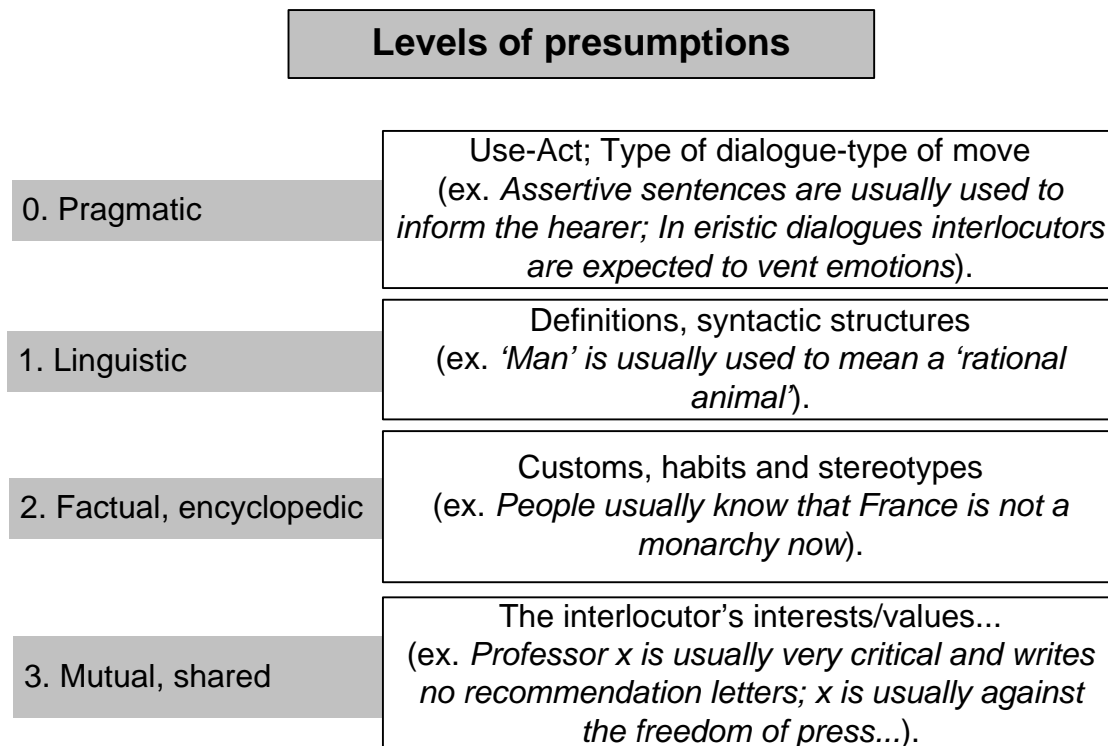 Levels of presumptions
0. Pragmatic
Use-Act; Type of dialogue-type of move
(ex. Assertive sentences are usually used to
inform the hearer; In eristic dialogues interlocutors
are expected to vent emotions).
1. Linguistic
Definitions, syntactic structures
(ex. ‘Man’ is usually used to mean a ‘rational
animal’).
2. Factual, encyclopedic
Customs, habits and stereotypes
(ex. People usually know that France is not a
monarchy now).
3. Mutual, shared
The interlocutor’s interests/values...
(ex. Professor x is usually very critical and writes
no recommendation letters; x is usually against
the freedom of press...).